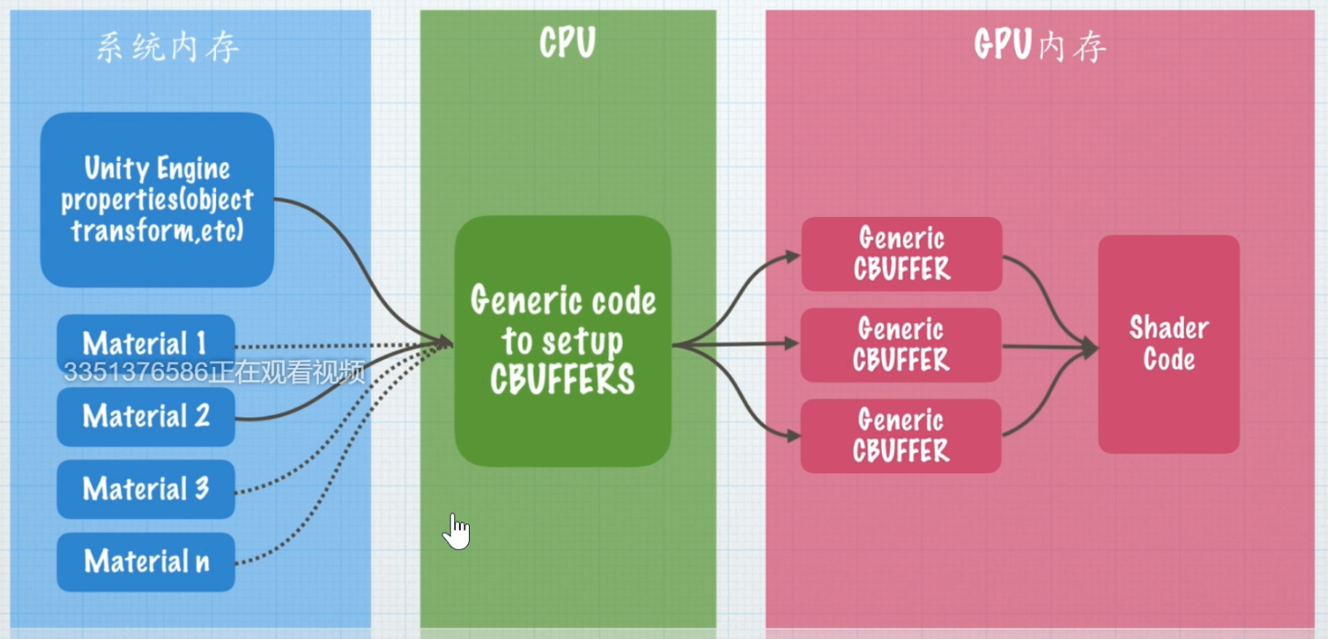 系统内存
CPU
GPU内存
Unity Engine
properties(object
transform,etc)
Material 1
3351376586正在观看视频
Material 2
Material 3
Material n
Generic code
to setup
CBUFFERS
Generic
CBUFFER
Generic
CBUFFER
Generic
CBUFFER
Shader
Code